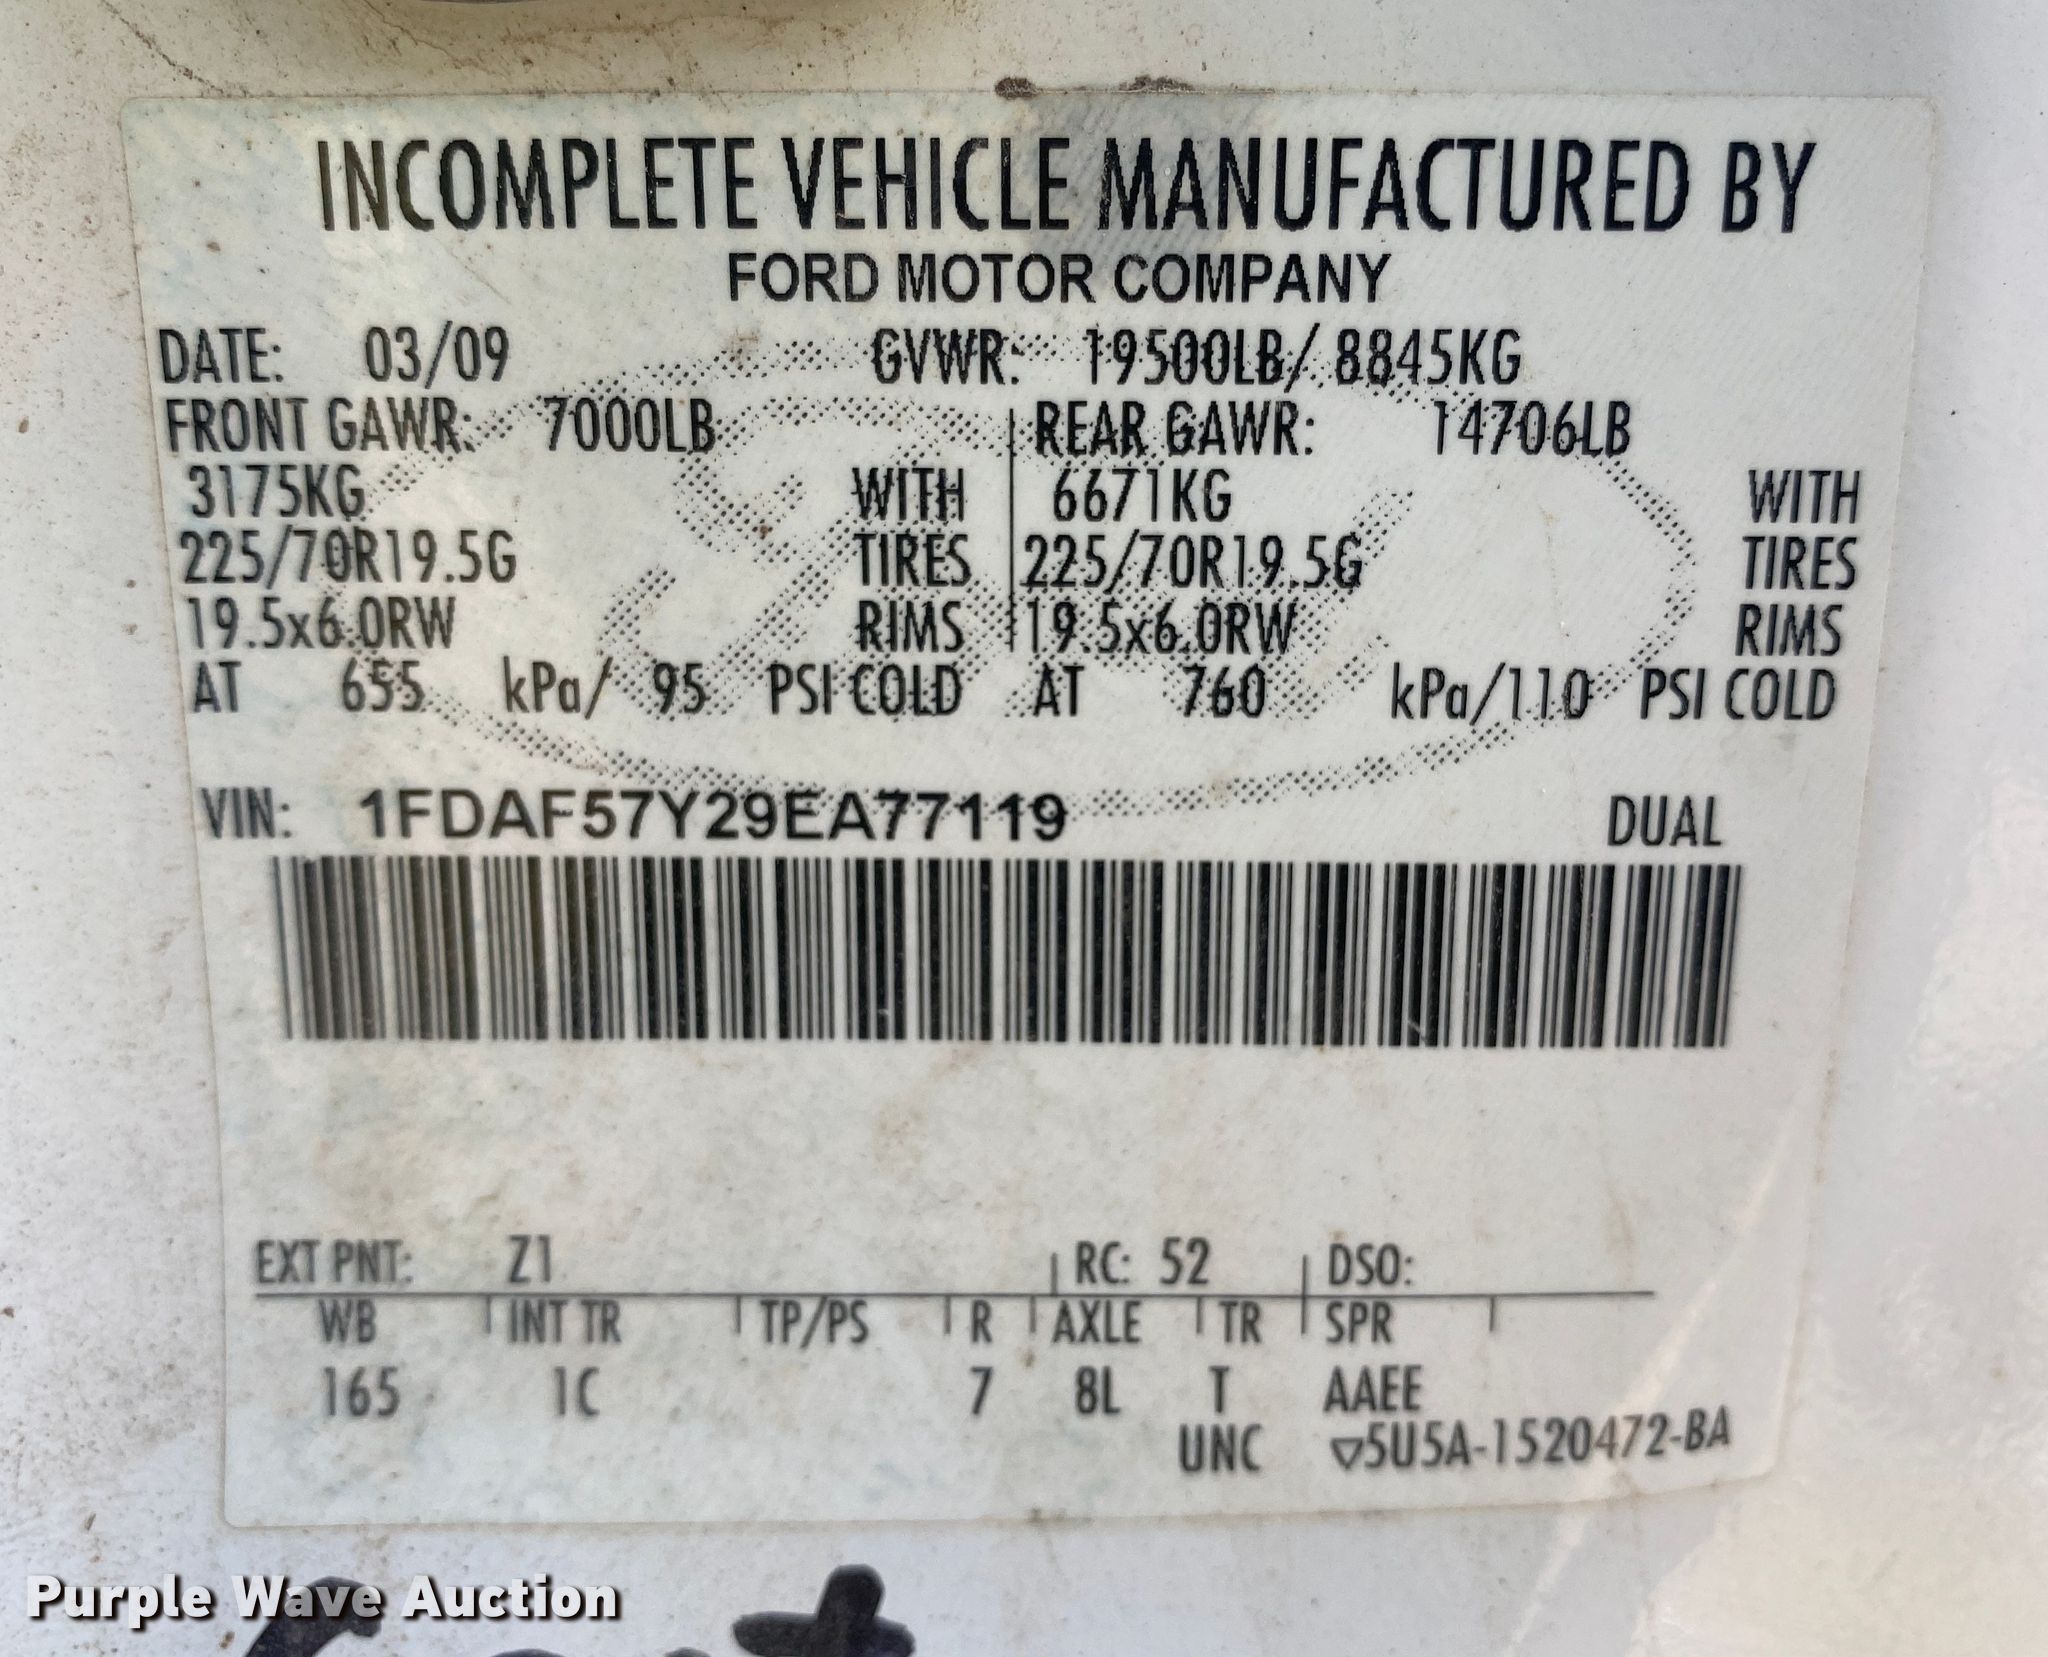 INCOMPLETE VEHICLE MANUFACTURED BY
FORD MOTOR COMPANY
DATE: 03/09 GVWR: 19500LB/ 8845KG
FRONT GAWR: 7000LB REAR GAWR: 14706LB
3175KG WITH 6671KG WITH
225/70R19.5G TIRES 225/70R19.5G TIRES
19.5x6.0RW RIMS 19.5x6.0RW RIMS
AT 655 kPa/ 95 PSI COLD AT 760 kPa/110 PSI COLD
VIN: 1FDAF57Y29EA77119 DUAL
EXT PNT: Z1 RC: 52 DSO:
WB INT TR TP/PS R AXLE TR SPR
165 1C 7 8L T AAEE
UNC ▽5U5A-1520472-BA
Purple Wave Auction